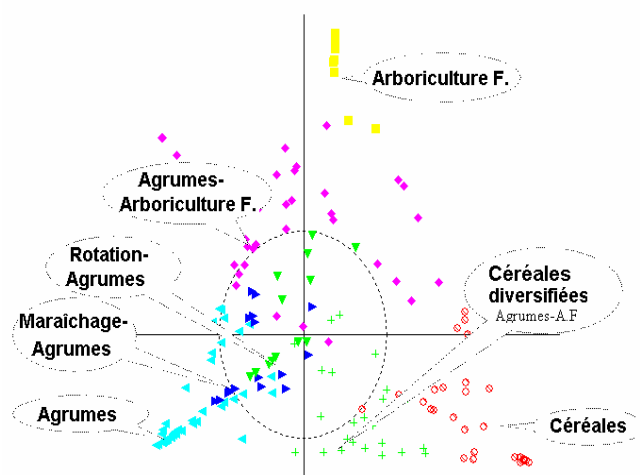 Arboriculture F.
Agrumes-
Arboriculture F.
Rotation-
Agrumes
Maraîchage-
Agrumes
Agrumes
Céréales
diversifiées
Agrumes-A.F
Céréales